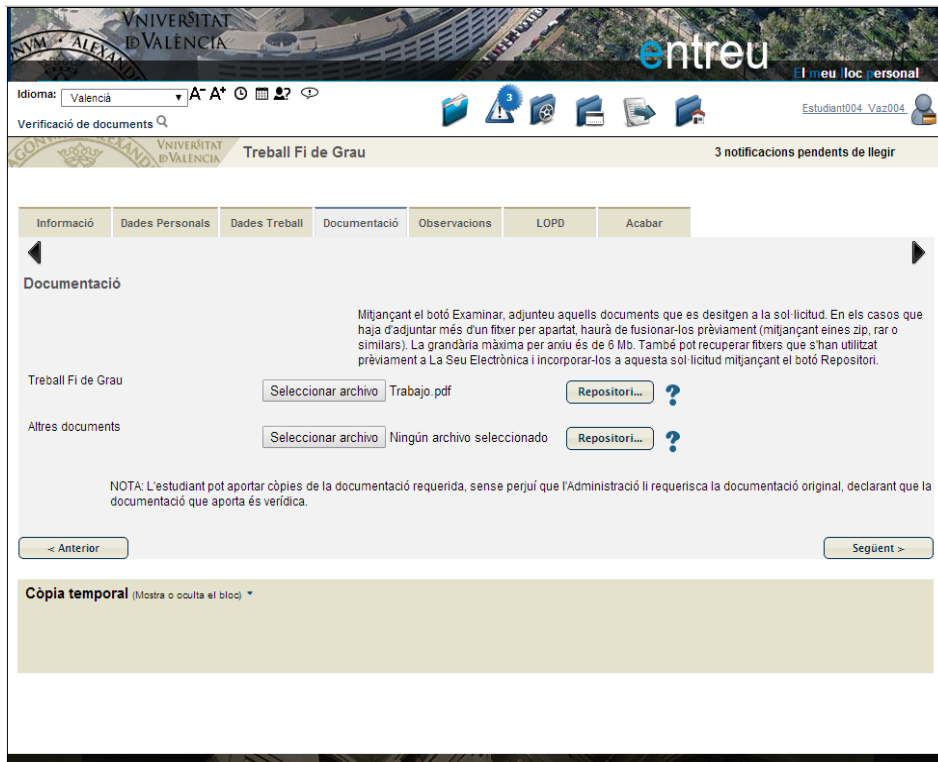 VNIVERSITAT
ID VALÈNCIA
entreu
El meu lloc personal
Idioma: Valencià A- A+
3
Estudiant004_Vaz004
Verificació de documents
VNIVERSITAT
ID VALÈNCIA
Treball Fi de Grau
3 notificacions pendents de llegir
Informació
Dades Personals
Dades Treball
Documentació
Observacions
LOPD
Acabar
Documentació
Mitjançant el botó Examinar, adjunteu aquells documents que es desitgen a la sol·licitud. En els casos que
haja d'adjuntar més d'un fitxer per apartat, haurà de fusionar-los prèviament (mitjançant eines zip, rar o
similars). La grandària màxima per arxiu és de 6 Mb. També pot recuperar fitxers que s'han utilitzat
prèviament a La Seu Electrònica i incorporar-los a aquesta sol·licitud mitjançant el botó Repositori.
Treball Fi de Grau
Seleccionar archivo Trabajo.pdf
Repositori...
?
Altres documents
Seleccionar archivo Ningún archivo seleccionado
Repositori...
?
NOTA: L'estudiant pot aportar còpies de la documentació requerida, sense perjuí que l'Administració li requerisca la documentació original, declarant que la
documentació que aporta és verídica.
< Anterior
Següent >
Còpia temporal (Mostra o oculta el bloc)